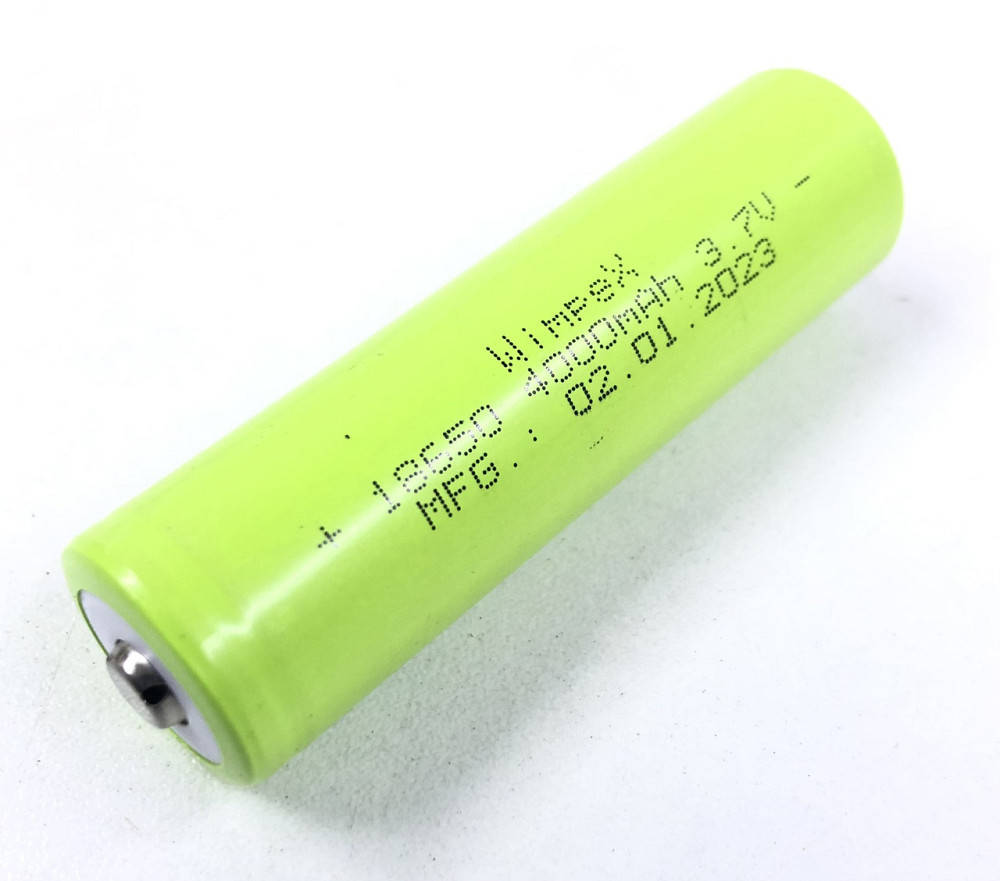 WimpeX
+ 18650 4000mAh 3.7V -
MFG.: 02.01.2023